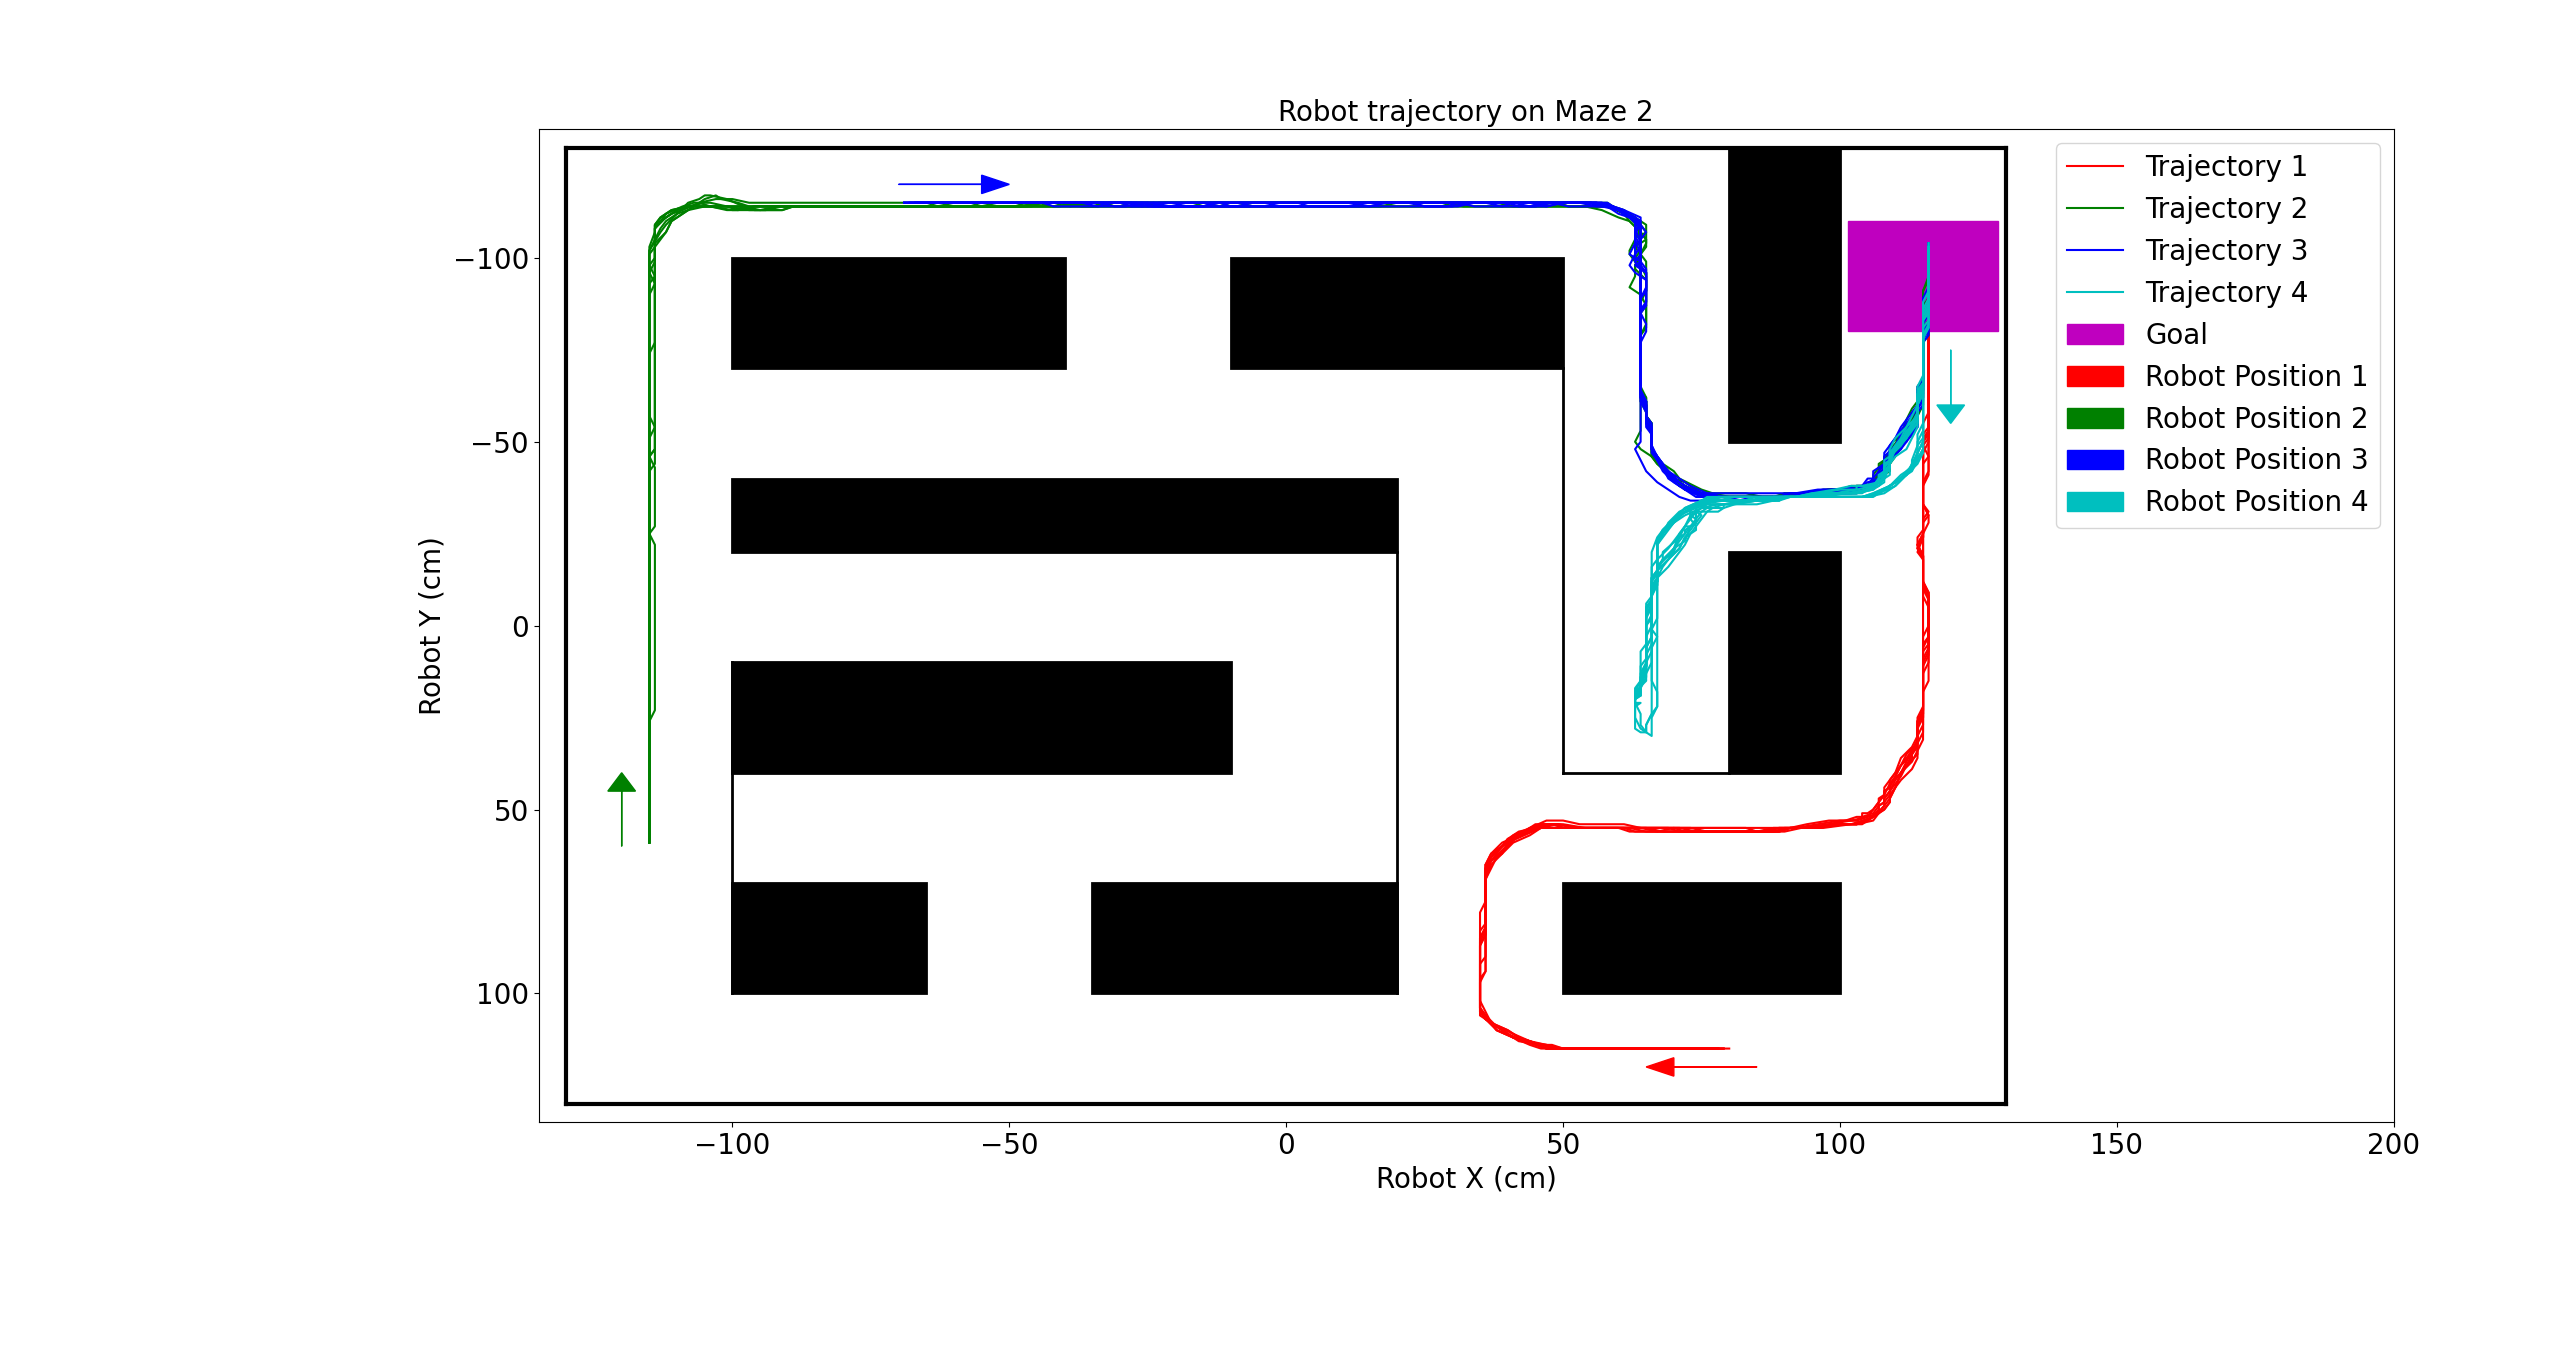 Robot trajectory on Maze 2
Trajectory 1
Trajectory 2
Trajectory 3
Trajectory 4
Goal
Robot Position 1
Robot Position 2
Robot Position 3
Robot Position 4
−100
−50
0
50
100
Robot Y (cm)
−100 −50 0 50 100 150 200
Robot X (cm)